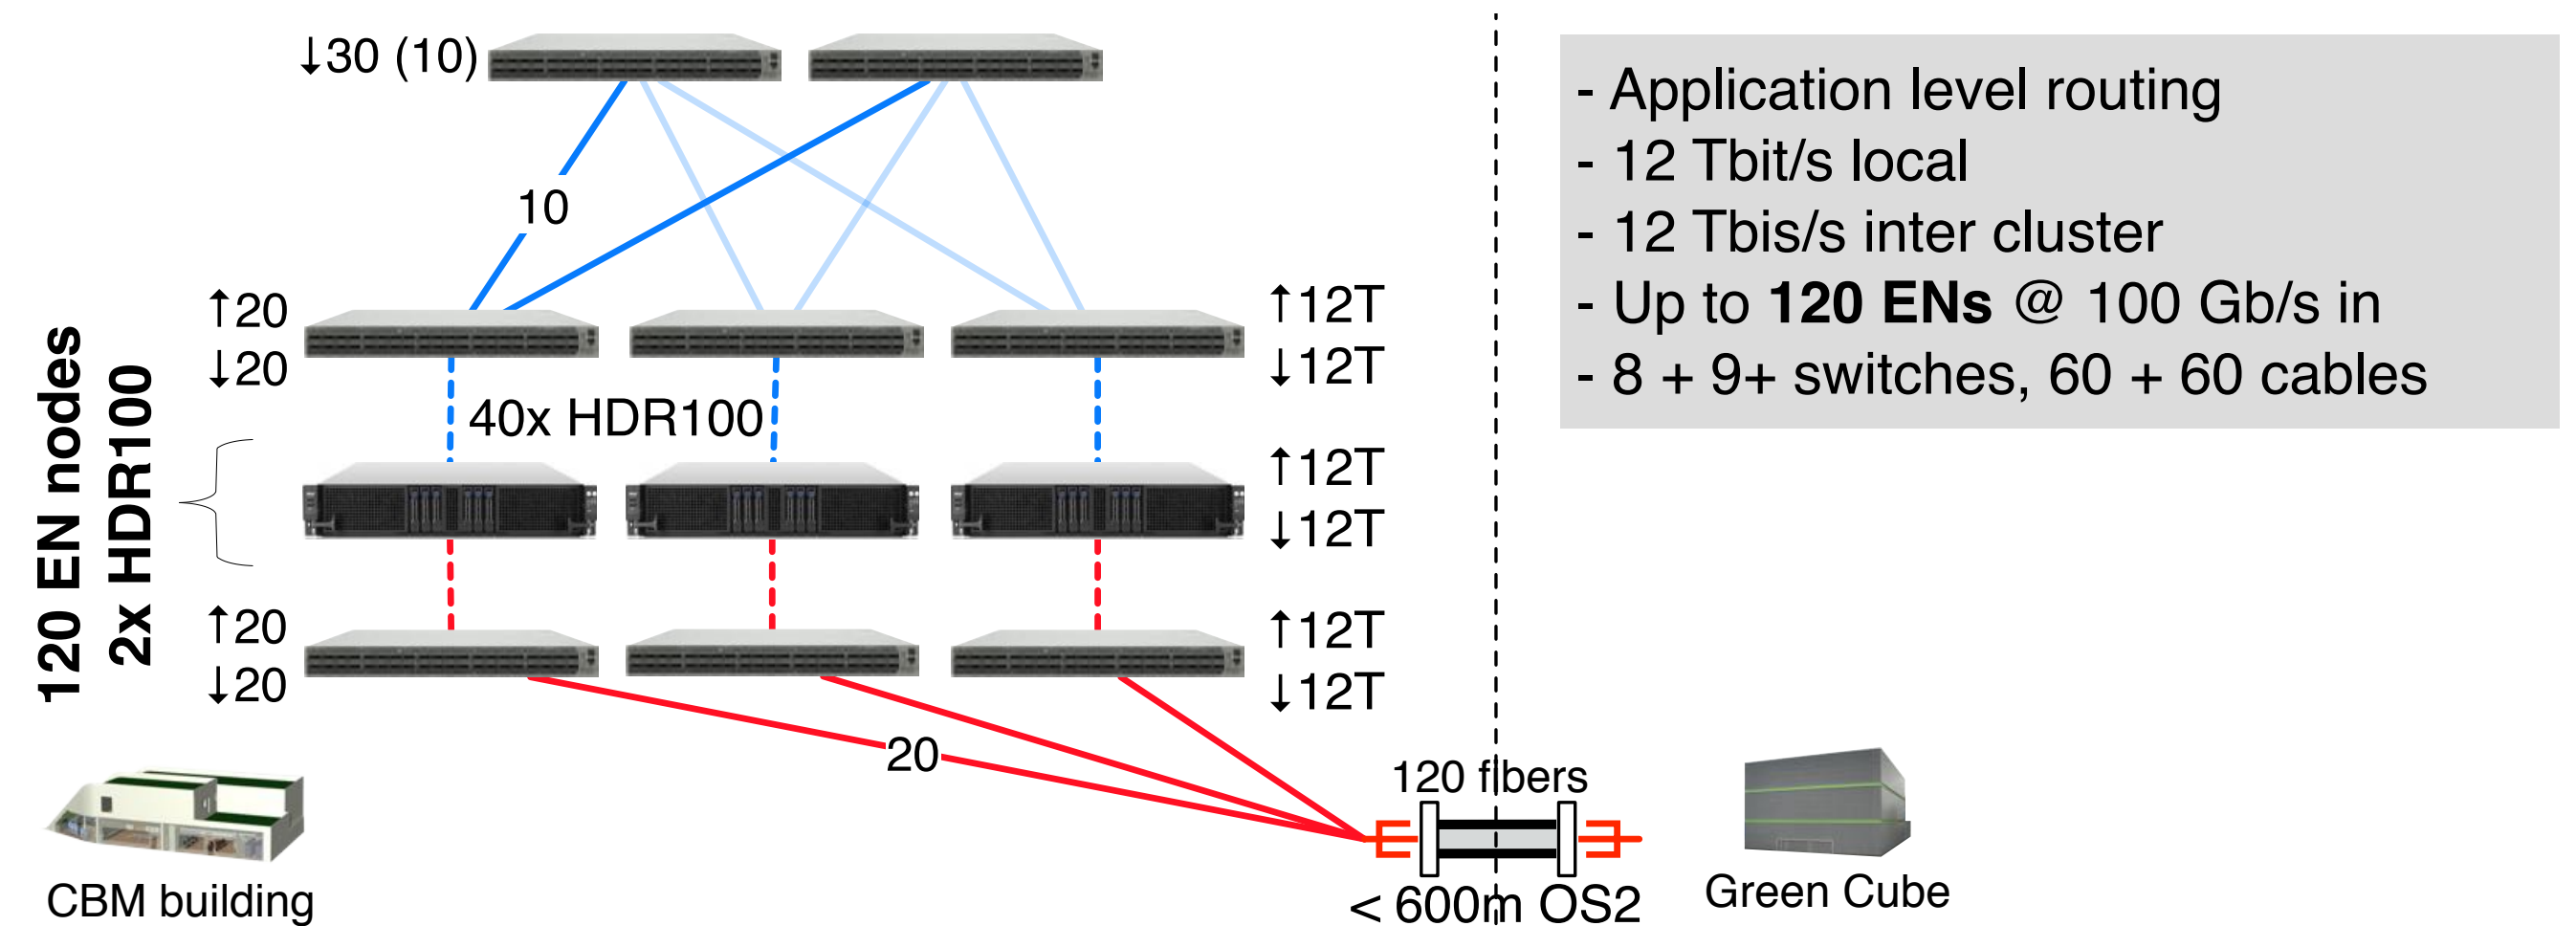 ↓30 (10)
- Application level routing
- 12 Tbit/s local
- 12 Tbis/s inter cluster
- Up to 120 ENs @ 100 Gb/s in
- 8 + 9+ switches, 60 + 60 cables
10
↑20
↓20
↑12T
↓12T
40x HDR100
120 EN nodes
2x HDR100
↑12T
↓12T
↑20
↓20
↑12T
↓12T
20
120 fibers
< 600m OS2
CBM building
Green Cube